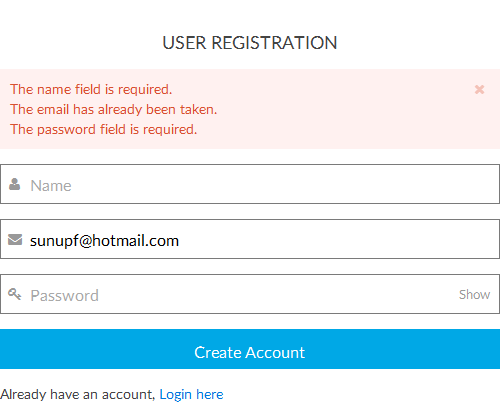 USER REGISTRATION
The name field is required.
The email has already been taken.
The password field is required.
Name
sunupf@hotmail.com
Password Show
Create Account
Already have an account, Login here